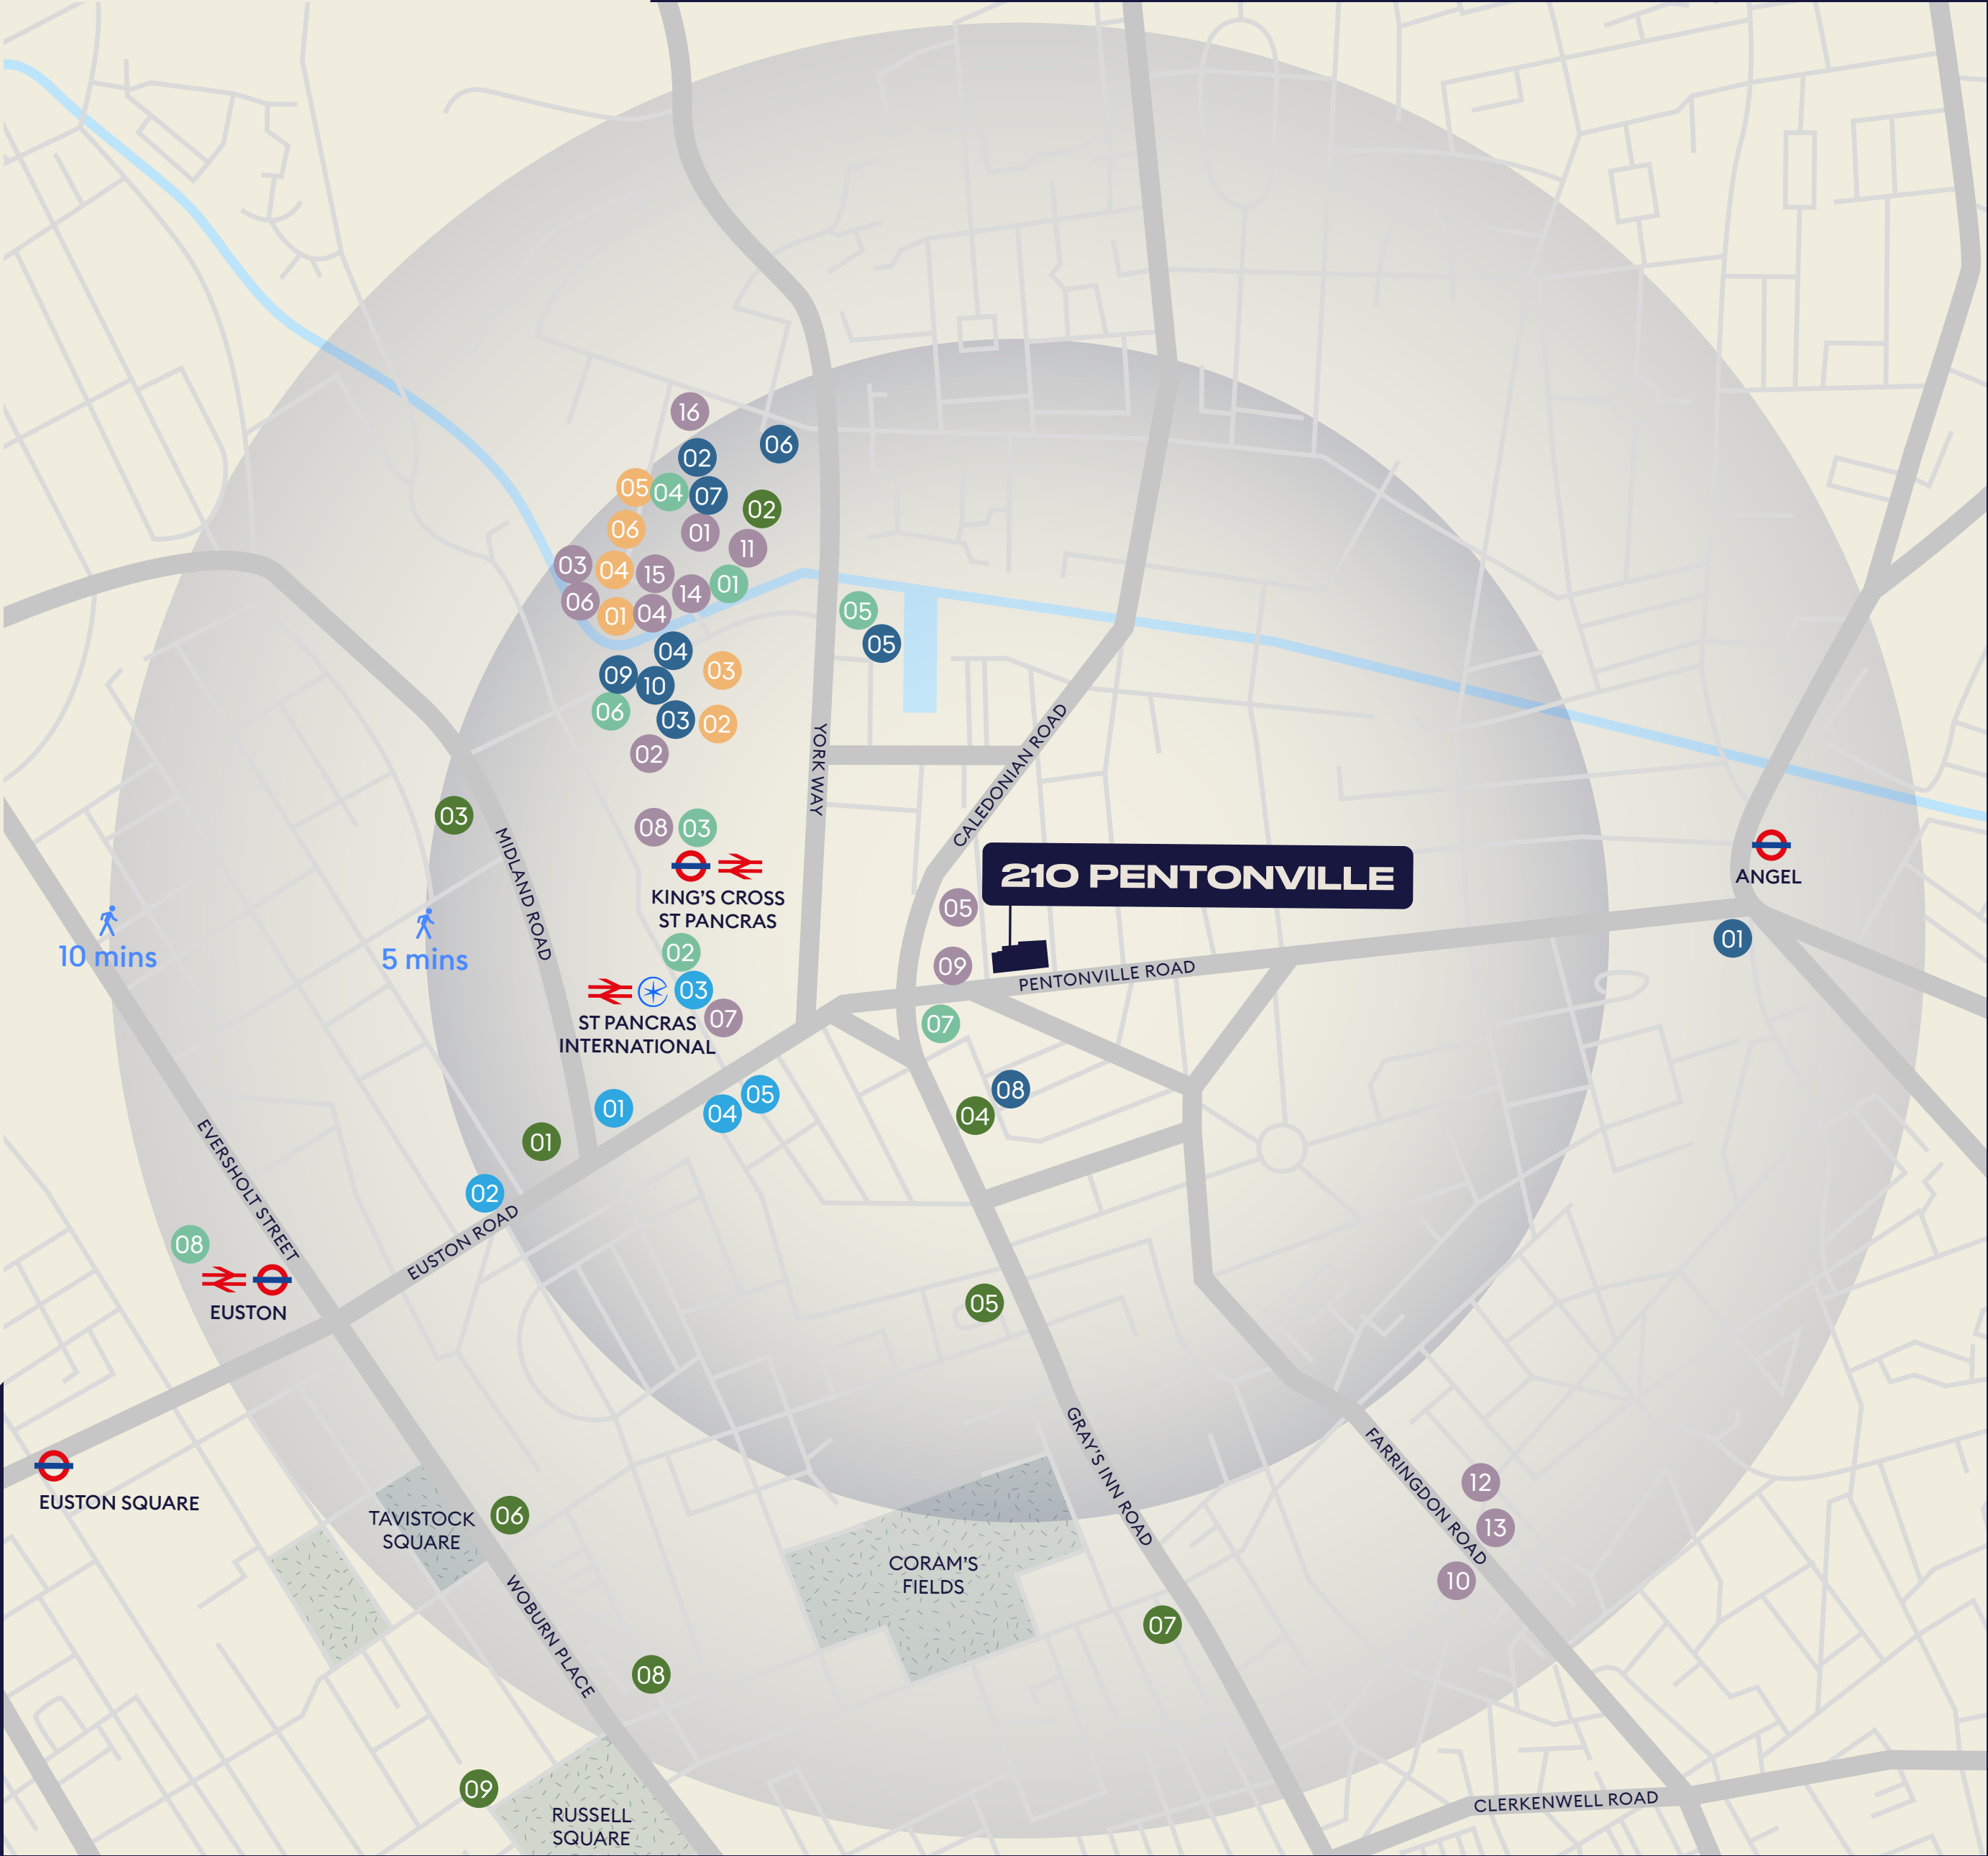 16
06
02
05
04
07
02
06
01
11
03
04
15
01
14
06
01
04
05
04
05
03
09
10
06
03
02
02
YORK WAY
CALEDONIAN ROAD
03
MIDLAND ROAD
08
03
KING'S CROSS
ST PANCRAS
210 PENTONVILLE
ANGEL
05
01
10 mins
5 mins
02
09
PENTONVILLE ROAD
03
07
ST PANCRAS
INTERNATIONAL
07
08
05
01
04
04
01
EVERSHOLT STREET
02
EUSTON ROAD
08
EUSTON
05
GRAY'S INN ROAD
FARRINGDON ROAD
12
EUSTON SQUARE
06
TAVISTOCK
SQUARE
13
CORAM'S
FIELDS
10
WOBURN PLACE
07
08
09
CLERKENWELL ROAD
RUSSELL
SQUARE